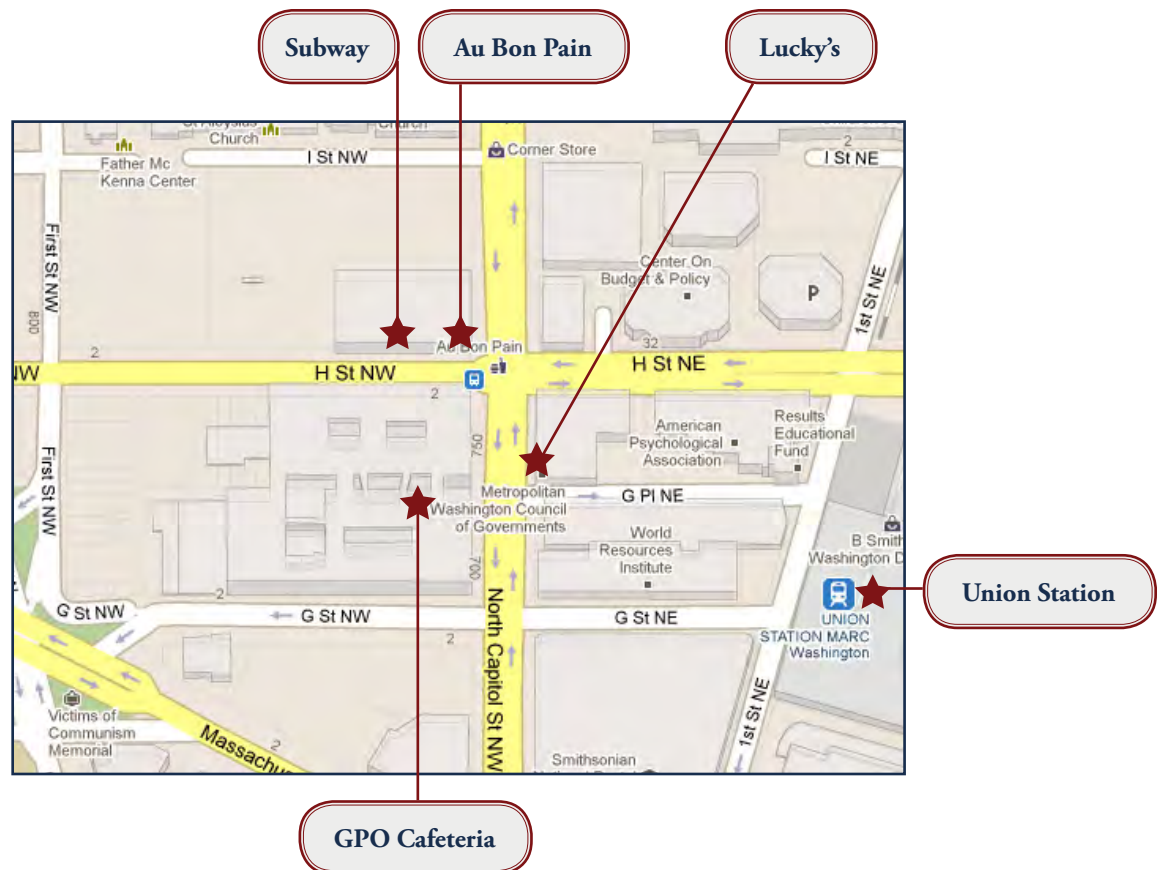 Subway
Au Bon Pain
Lucky's
St Aloysius
Church
Church
Father Mc
Kenna Center
I St NW
Corner Store
2
I St NE
First St NW
800
Center On
Budget & Policy
P
1st St NE
2
Au Bon Pain
32
NW
H St NW
H St NE
2
750
American
Psychological
Association
Results
Educational
Fund
First St NW
Metropolitan
Washington Council
of Governments
G Pl NE
World
Resources
Institute
B Smith
Washington D
700
2
UNION
STATION MARC
Washington
Union Station
G St NW
G St NW
G St NE
2
North Capitol St NW
1st St NE
Victims of
Communism
Memorial
2
Massachu
Smithsonian
GPO Cafeteria